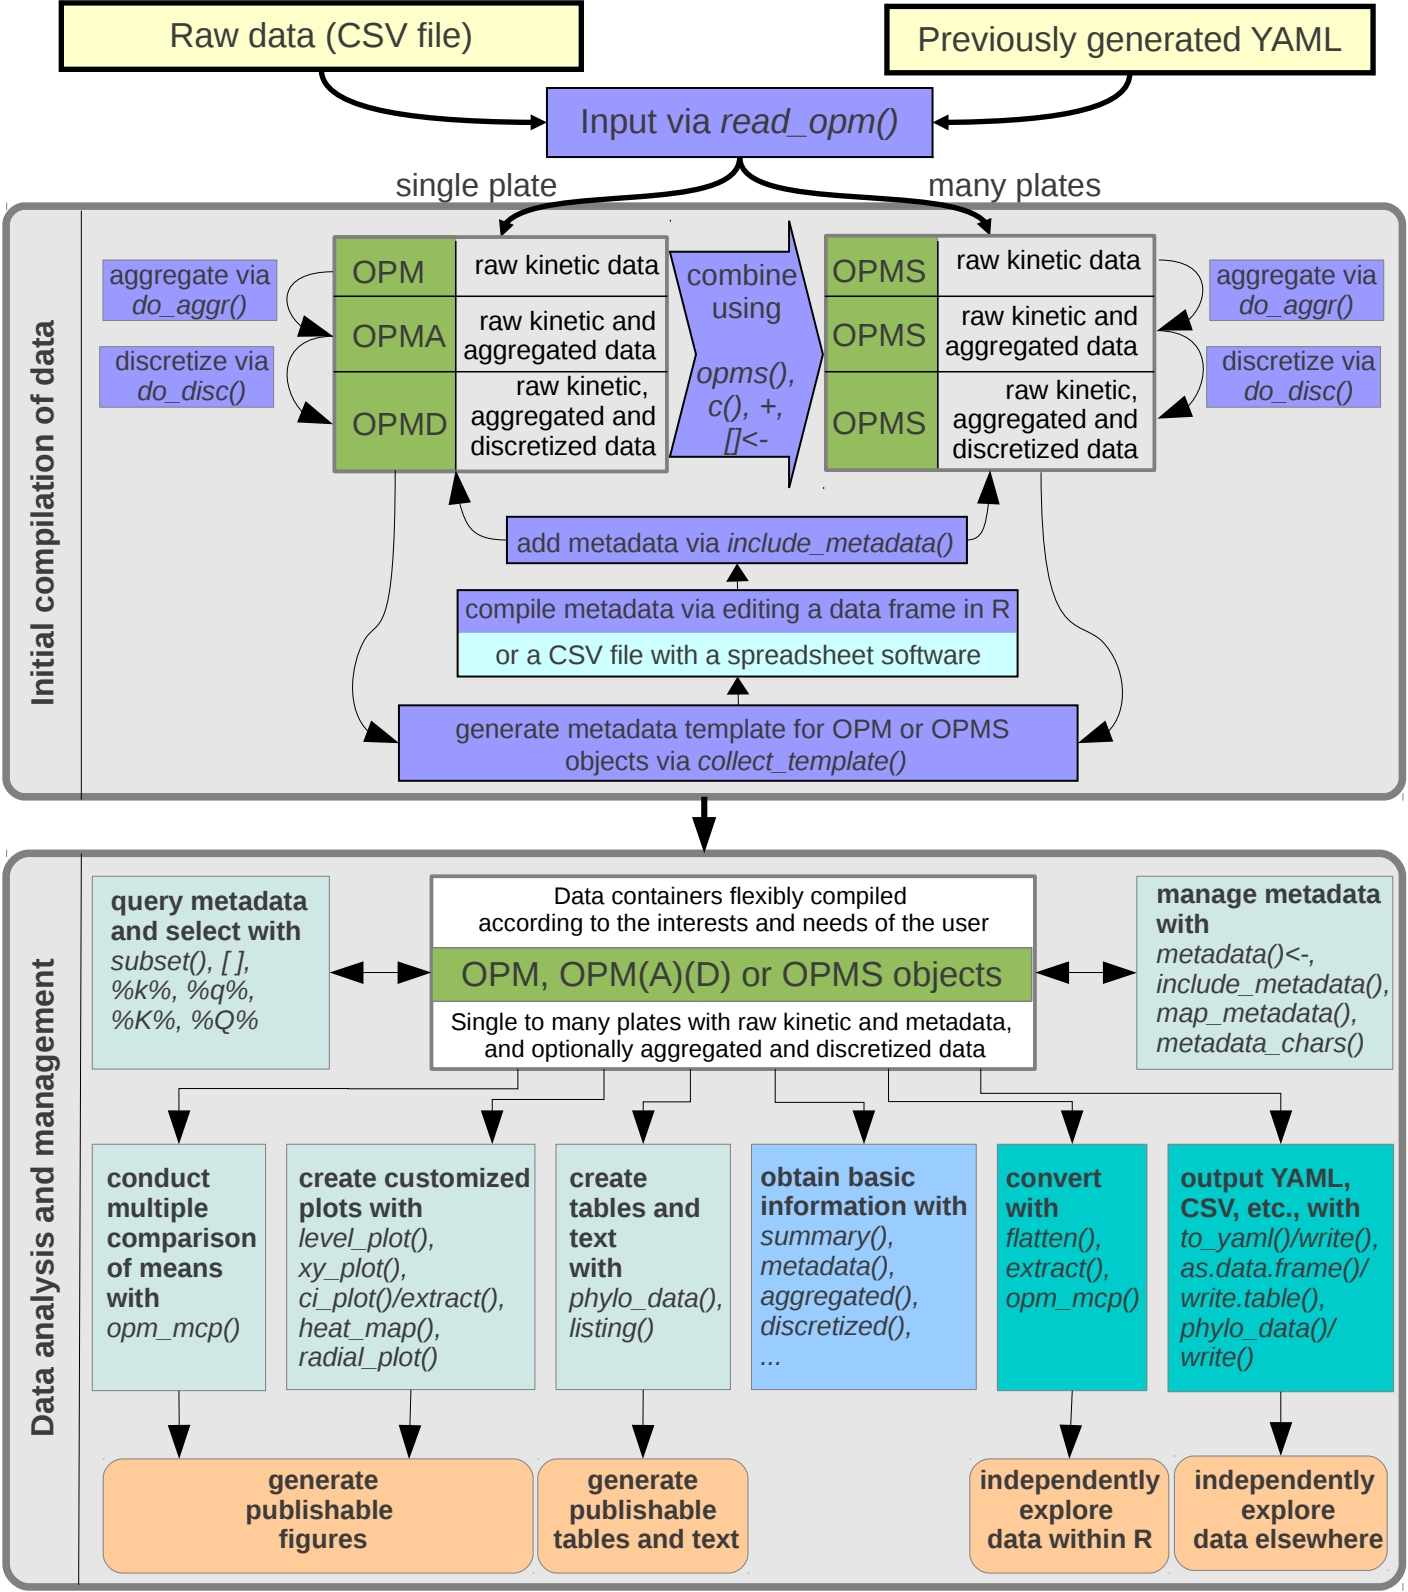 Raw data (CSV file)
Previously generated YAML
Input via read_opm()
single plate
many plates
Initial compilation of data
aggregate via
do_aggr()
discretize via
do_disc()
OPM
raw kinetic data
OPMA
raw kinetic and
aggregated data
OPMD
raw kinetic,
aggregated and
discretized data
combine
using
opms(),
c(), +,
[]<-
OPMS
raw kinetic data
OPMS
raw kinetic and
aggregated data
OPMS
raw kinetic,
aggregated and
discretized data
aggregate via
do_aggr()
discretize via
do_disc()
add metadata via include_metadata()
compile metadata via editing a data frame in R
or a CSV file with a spreadsheet software
generate metadata template for OPM or OPMS
objects via collect_template()
Data analysis and management
query metadata
and select with
subset(), [ ],
%k%, %q%,
%K%, %Q%
Data containers flexibly compiled
according to the interests and needs of the user
OPM, OPM(A)(D) or OPMS objects
Single to many plates with raw kinetic and metadata,
and optionally aggregated and discretized data
manage metadata
with
metadata()<-,
include_metadata(),
map_metadata(),
metadata_chars()
conduct
multiple
comparison
of means
with
opm_mcp()
create customized
plots with
level_plot(),
xy_plot(),
ci_plot()/extract(),
heat_map(),
radial_plot()
create
tables and
text
with
phylo_data(),
listing()
obtain basic
information with
summary(),
metadata(),
aggregated(),
discretized(),
...
convert
with
flatten(),
extract(),
opm_mcp()
output YAML,
CSV, etc., with
to_yaml()/write(),
as.data.frame()/
write.table(),
phylo_data()/
write()
generate
publishable
figures
generate
publishable
tables and text
independently
explore
data within R
independently
explore
data elsewhere